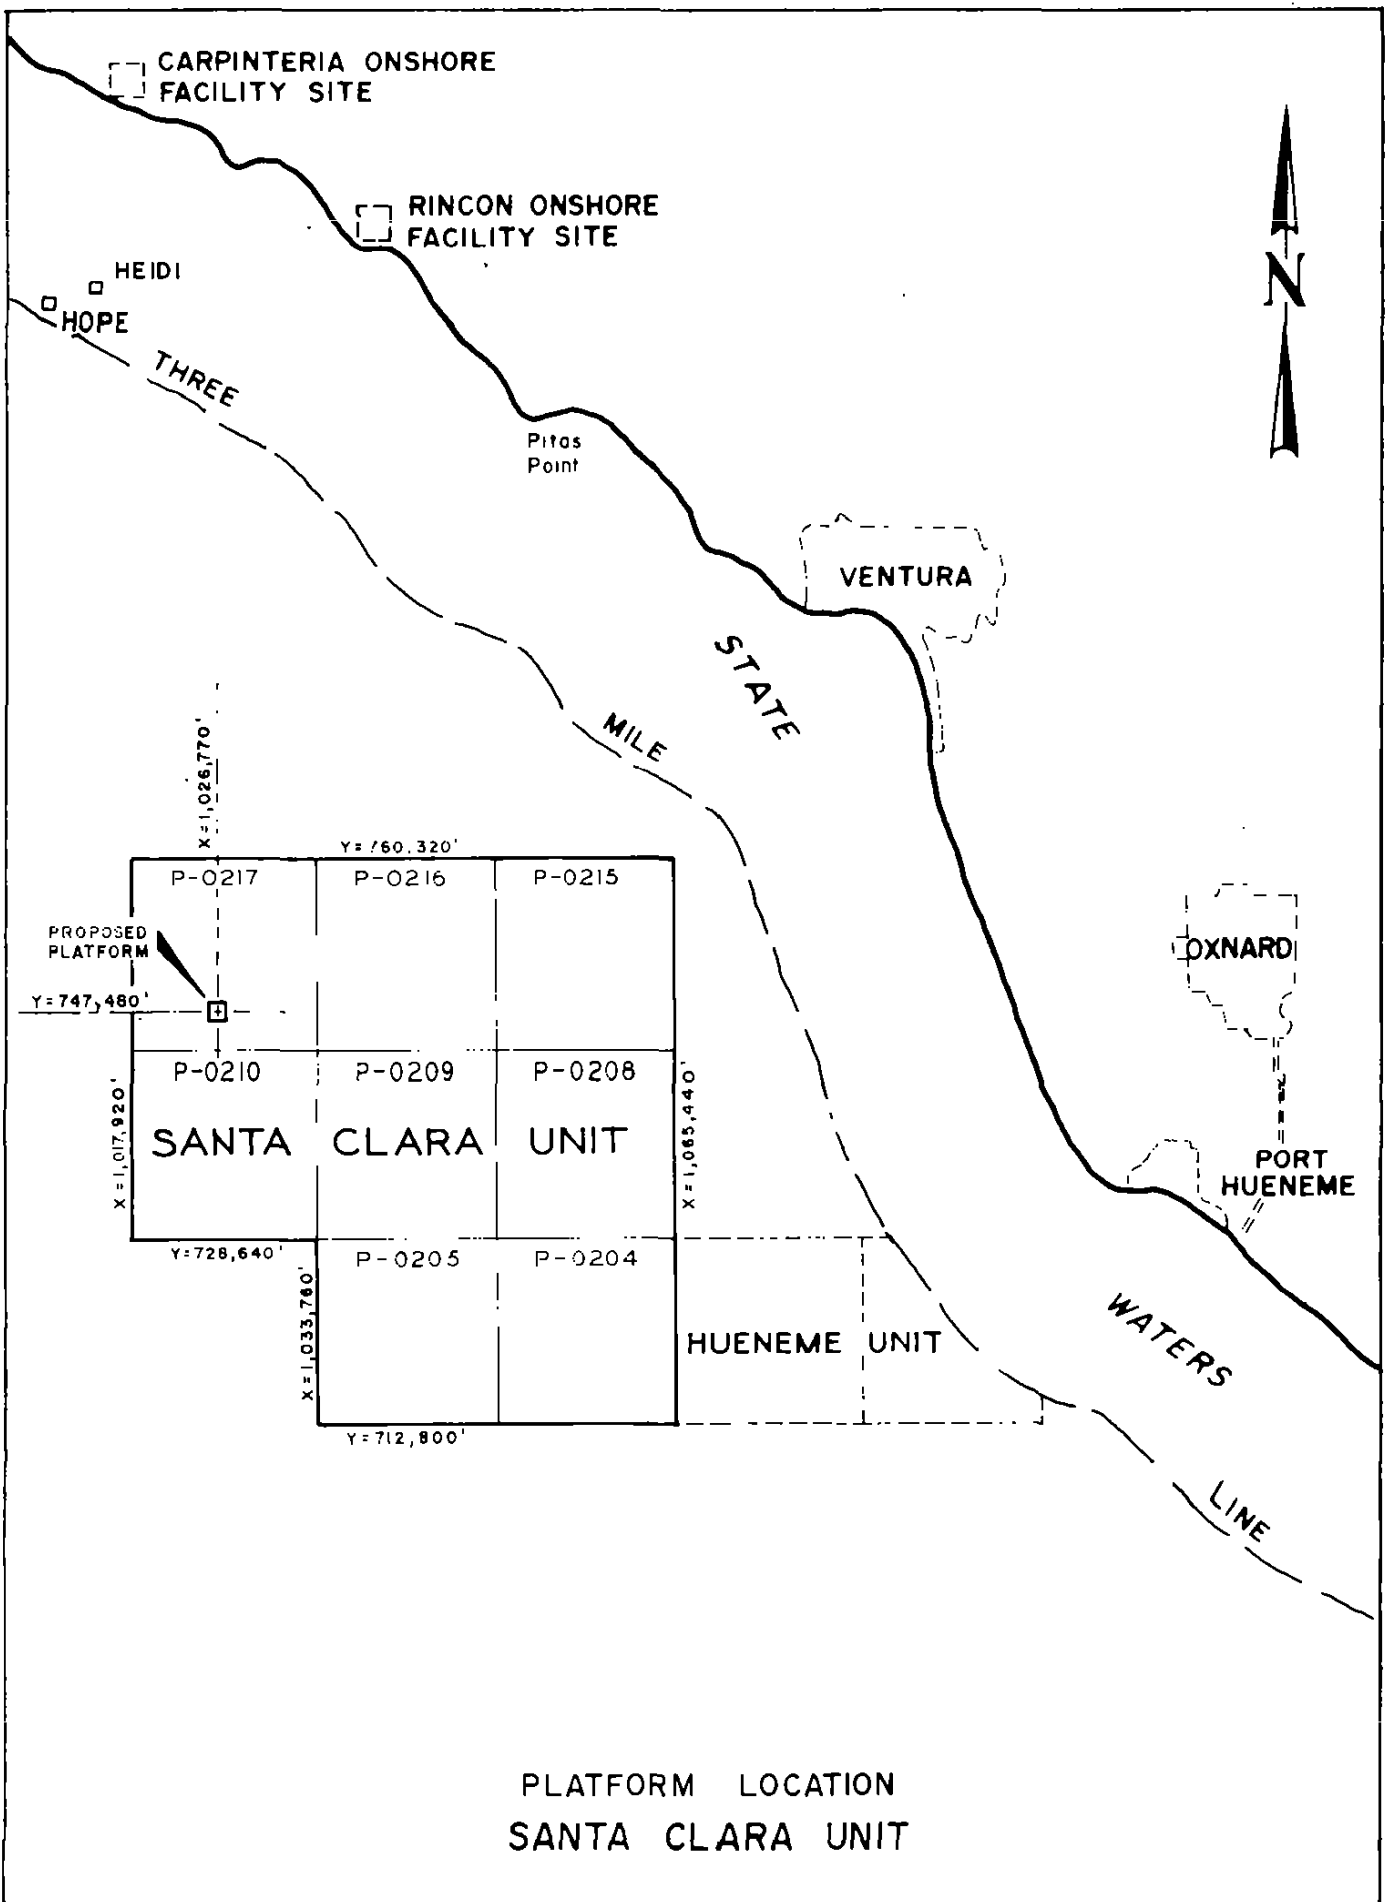 CARPINTERIA ONSHORE
FACILITY SITE
RINCON ONSHORE
FACILITY SITE
HEIDI
HOPE
N
THREE
Pitas
Point
VENTURA
STATE
MILE
X=1,026,770'
Y=760,320'
P-0217 P-0216 P-0215
PROPOSED
PLATFORM
OXNARD
Y=747,480'
P-0210 P-0209 P-0208
X=1,017,920'
X=1,065,440'
SANTA CLARA UNIT
PORT
HUENEME
Y=728,640'
P-0205 P-0204
X=1,033,760'
HUENEME UNIT
WATERS
Y=712,800'
LINE
PLATFORM LOCATION
SANTA CLARA UNIT